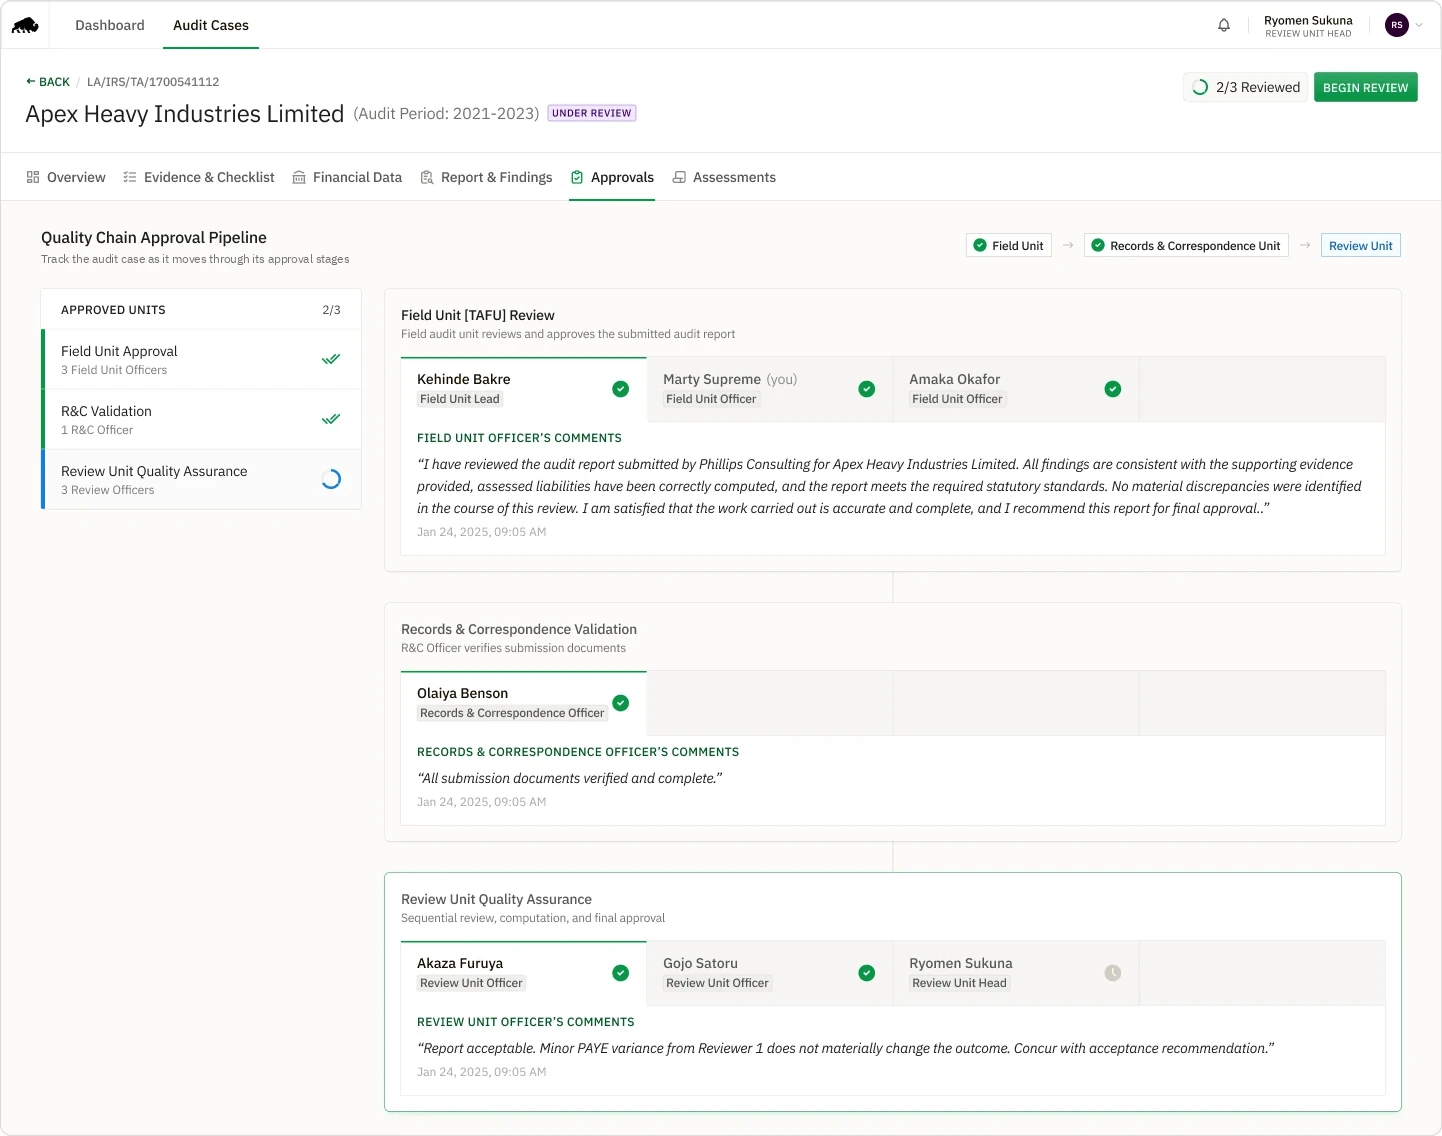 Dashboard
Audit Cases
Ryomen Sukuna
REVIEW UNIT HEAD
RS
← BACK / LA/IRS/TA/1700541112
Apex Heavy Industries Limited (Audit Period: 2021-2023) UNDER REVIEW
2/3 Reviewed
BEGIN REVIEW
Overview
Evidence & Checklist
Financial Data
Report & Findings
Approvals
Assessments
Quality Chain Approval Pipeline
Track the audit case as it moves through its approval stages
Field Unit → Records & Correspondence Unit → Review Unit
APPROVED UNITS 2/3
Field Unit Approval
3 Field Unit Officers
R&C Validation
1 R&C Officer
Review Unit Quality Assurance
3 Review Officers
Field Unit [TAFU] Review
Field audit unit reviews and approves the submitted audit report
Kehinde Bakre
Field Unit Lead
Marty Supreme (you)
Field Unit Officer
Amaka Okafor
Field Unit Officer
FIELD UNIT OFFICER’S COMMENTS
“I have reviewed the audit report submitted by Phillips Consulting for Apex Heavy Industries Limited. All findings are consistent with the supporting evidence
provided, assessed liabilities have been correctly computed, and the report meets the required statutory standards. No material discrepancies were identified
in the course of this review. I am satisfied that the work carried out is accurate and complete, and I recommend this report for final approval..”
Jan 24, 2025, 09:05 AM
Records & Correspondence Validation
R&C Officer verifies submission documents
Olaiya Benson
Records & Correspondence Officer
RECORDS & CORRESPONDENCE OFFICER’S COMMENTS
“All submission documents verified and complete.”
Jan 24, 2025, 09:05 AM
Review Unit Quality Assurance
Sequential review, computation, and final approval
Akaza Furuya
Review Unit Officer
Gojo Satoru
Review Unit Officer
Ryomen Sukuna
Review Unit Head
REVIEW UNIT OFFICER’S COMMENTS
“Report acceptable. Minor PAYE variance from Reviewer 1 does not materially change the outcome. Concur with acceptance recommendation.”
Jan 24, 2025, 09:05 AM